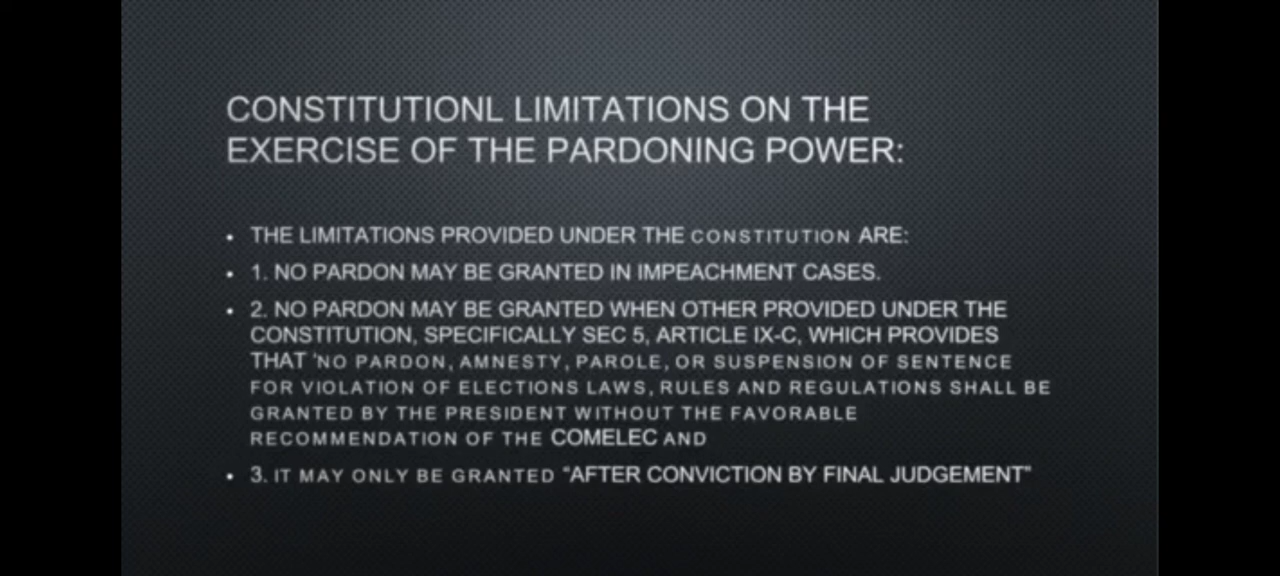 CONSTITUTIONL LIMITATIONS ON THE
EXERCISE OF THE PARDONING POWER:
• THE LIMITATIONS PROVIDED UNDER THE CONSTITUTION ARE:
• 1. NO PARDON MAY BE GRANTED IN IMPEACHMENT CASES.
• 2. NO PARDON MAY BE GRANTED WHEN OTHER PROVIDED UNDER THE
CONSTITUTION, SPECIFICALLY SEC 5, ARTICLE IX-C, WHICH PROVIDES
THAT 'NO PARDON, AMNESTY, PAROLE, OR SUSPENSION OF SENTENCE
FOR VIOLATION OF ELECTIONS LAWS, RULES AND REGULATIONS SHALL BE
GRANTED BY THE PRESIDENT WITHOUT THE FAVORABLE
RECOMMENDATION OF THE COMELEC AND
• 3. IT MAY ONLY BE GRANTED “AFTER CONVICTION BY FINAL JUDGEMENT”